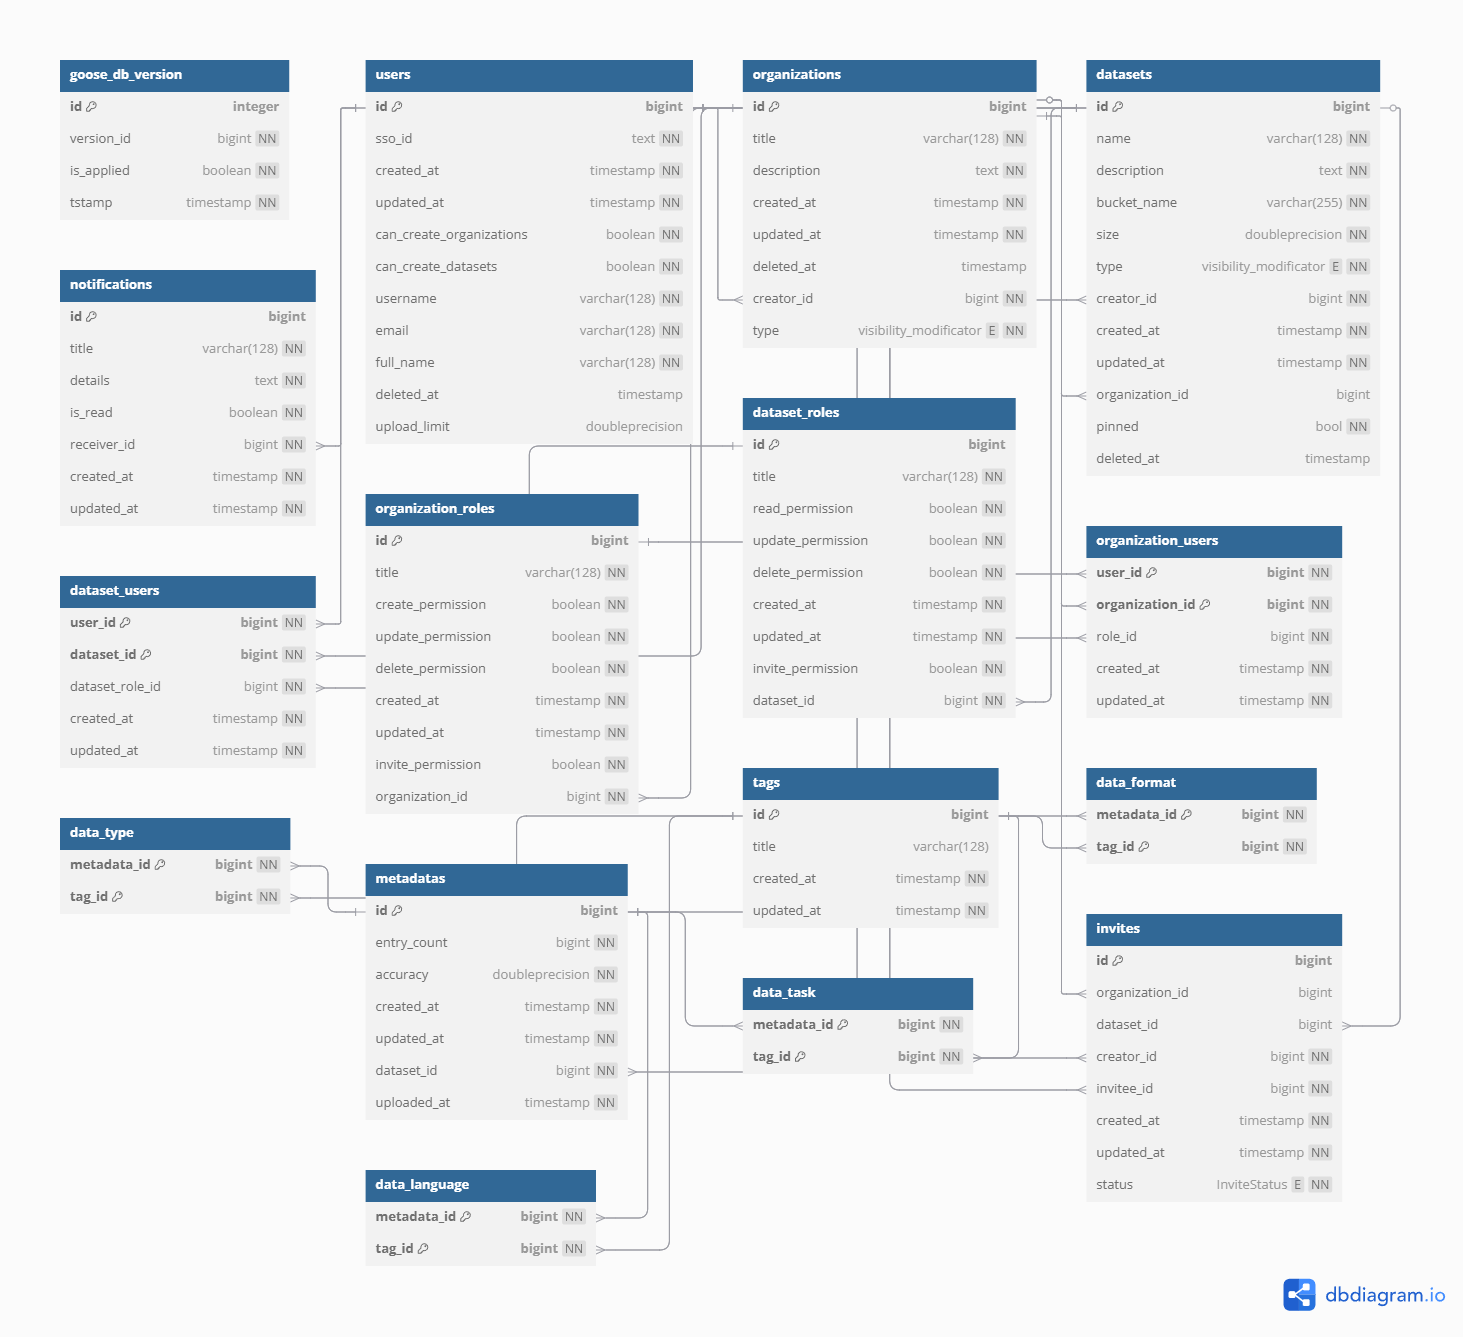 goose_db_version
id integer
version_id bigint NN
is_applied boolean NN
tstamp timestamp NN
notifications
id bigint
title varchar(128) NN
details text NN
is_read boolean NN
receiver_id bigint NN
created_at timestamp NN
updated_at timestamp NN
dataset_users
user_id bigint NN
dataset_id bigint NN
dataset_role_id bigint NN
created_at timestamp NN
updated_at timestamp NN
data_type
metadata_id bigint NN
tag_id bigint NN
users
id bigint
sso_id text NN
created_at timestamp NN
updated_at timestamp NN
can_create_organizations boolean NN
can_create_datasets boolean NN
username varchar(128) NN
email varchar(128) NN
full_name varchar(128) NN
deleted_at timestamp
upload_limit doubleprecision
organization_roles
id bigint
title varchar(128) NN
create_permission boolean NN
update_permission boolean NN
delete_permission boolean NN
created_at timestamp NN
updated_at timestamp NN
invite_permission boolean NN
organization_id bigint NN
metadatas
id bigint
entry_count bigint NN
accuracy doubleprecision NN
created_at timestamp NN
updated_at timestamp NN
dataset_id bigint NN
uploaded_at timestamp NN
data_language
metadata_id bigint NN
tag_id bigint NN
organizations
id bigint
title varchar(128) NN
description text NN
created_at timestamp NN
updated_at timestamp NN
deleted_at timestamp
creator_id bigint NN
type visibility_modificator E NN
dataset_roles
id bigint
title varchar(128) NN
read_permission boolean NN
update_permission boolean NN
delete_permission boolean NN
created_at timestamp NN
updated_at timestamp NN
invite_permission boolean NN
dataset_id bigint NN
tags
id bigint
title varchar(128)
created_at timestamp NN
updated_at timestamp NN
data_task
metadata_id bigint NN
tag_id bigint NN
datasets
id bigint
name varchar(128) NN
description text NN
bucket_name varchar(255) NN
size doubleprecision NN
type visibility_modificator E NN
creator_id bigint NN
created_at timestamp NN
updated_at timestamp NN
organization_id bigint
pinned bool NN
deleted_at timestamp
organization_users
user_id bigint NN
organization_id bigint NN
role_id bigint NN
created_at timestamp NN
updated_at timestamp NN
data_format
metadata_id bigint NN
tag_id bigint NN
invites
id bigint
organization_id bigint
dataset_id bigint
creator_id bigint NN
invitee_id bigint NN
created_at timestamp NN
updated_at timestamp NN
status InviteStatus E NN
dbdiagram.io